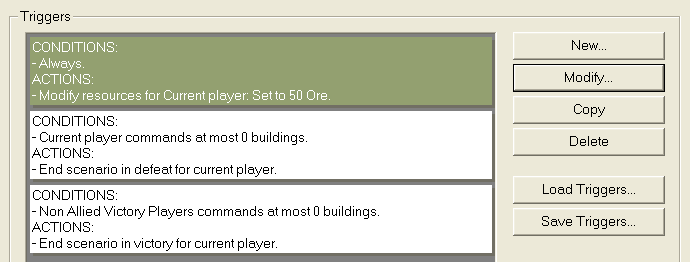 Triggers
CONDITIONS:
- Always.
ACTIONS:
- Modify resources for Current player: Set to 50 Ore.
CONDITIONS:
- Current player commands at most 0 buildings.
ACTIONS:
- End scenario in defeat for current player.
CONDITIONS:
- Non Allied Victory Players commands at most 0 buildings.
ACTIONS:
- End scenario in victory for current player.
New...
Modify...
Copy
Delete
Load Triggers...
Save Triggers...